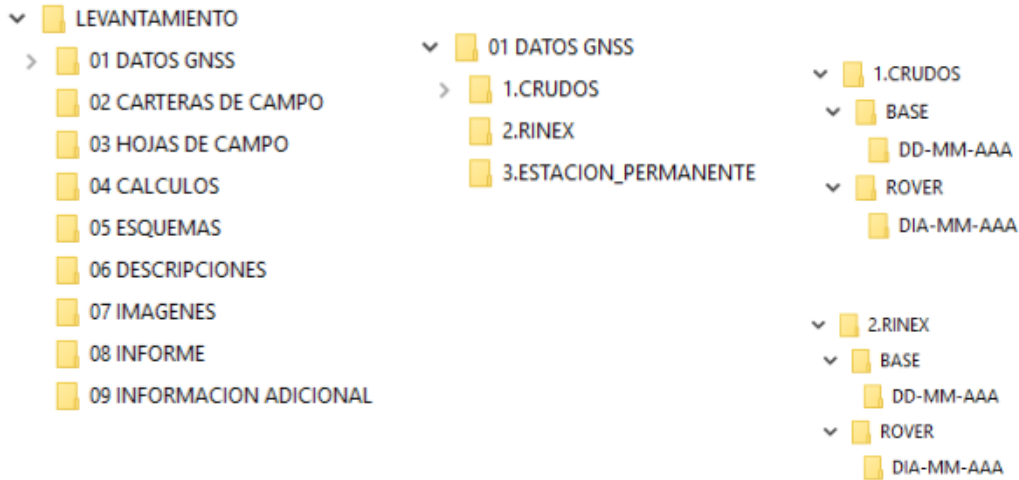 LEVANTAMIENTO
01 DATOS GNSS
02 CARTERAS DE CAMPO
03 HOJAS DE CAMPO
04 CALCULOS
05 ESQUEMAS
06 DESCRIPCIONES
07 IMAGENES
08 INFORME
09 INFORMACION ADICIONAL
01 DATOS GNSS
1.CRUDOS
2.RINEX
3.ESTACION_PERMANENTE
1.CRUDOS
BASE
DD-MM-AAA
ROVER
DIA-MM-AAA
2.RINEX
BASE
DD-MM-AAA
ROVER
DIA-MM-AAA